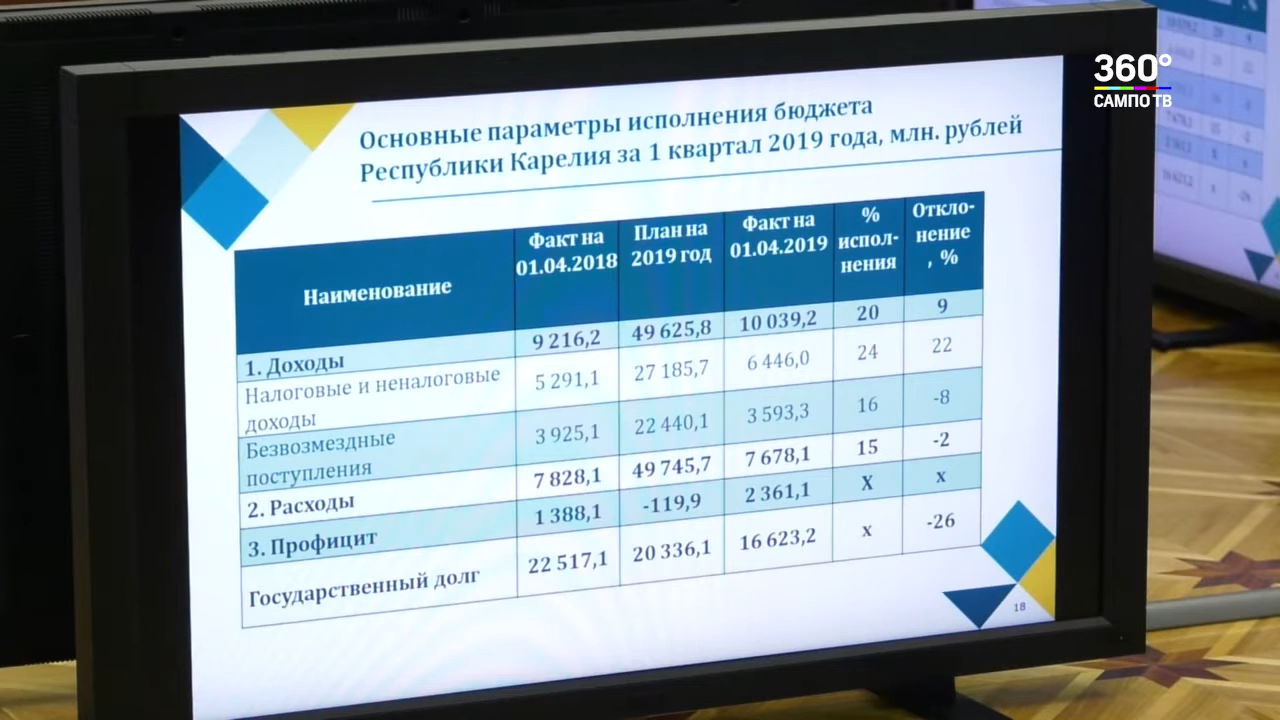 360°
САМПО ТВ
Основные параметры исполнения бюджета
Республики Карелия за 1 квартал 2019 года, млн. рублей
Наименование
Факт на
01.04.2018
План на
2019 год
Факт на
01.04.2019
%
испол-
нения
Откло-
нение
, %
1. Доходы 9 216,2 49 625,8 10 039,2 20 9
Налоговые и неналоговые
доходы
5 291,1 27 185,7 6 446,0 24 22
Безвозмездные
поступления
3 925,1 22 440,1 3 593,3 16 -8
2. Расходы 7 828,1 49 745,7 7 678,1 15 -2
3. Профицит 1 388,1 -119,9 2 361,1 X x
Государственный долг 22 517,1 20 336,1 16 623,2 x -26
18